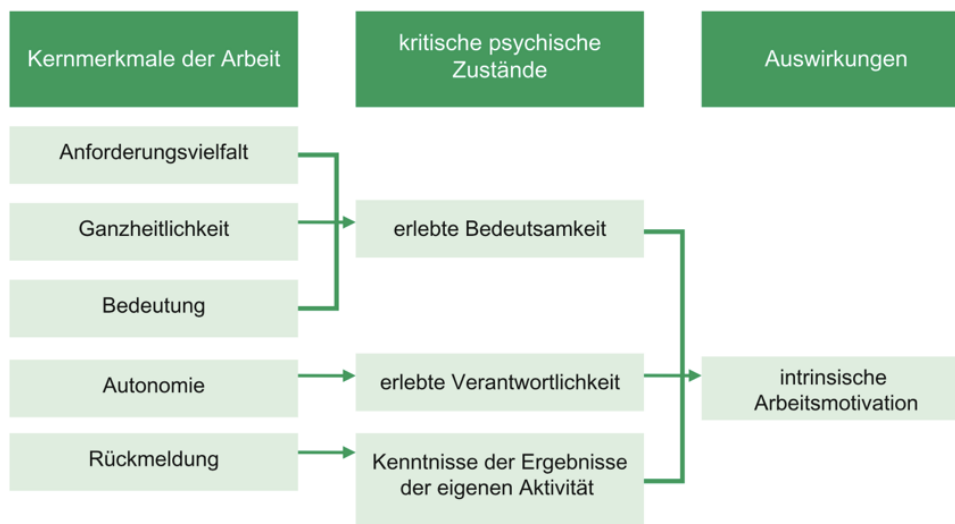 Kernmerkmale der Arbeit
kritische psychische
Zustände
Auswirkungen
Anforderungsvielfalt
Ganzheitlichkeit
erlebte Bedeutsamkeit
Bedeutung
Autonomie
erlebte Verantwortlichkeit
intrinsische
Arbeitsmotivation
Rückmeldung
Kenntnisse der Ergebnisse
der eigenen Aktivität